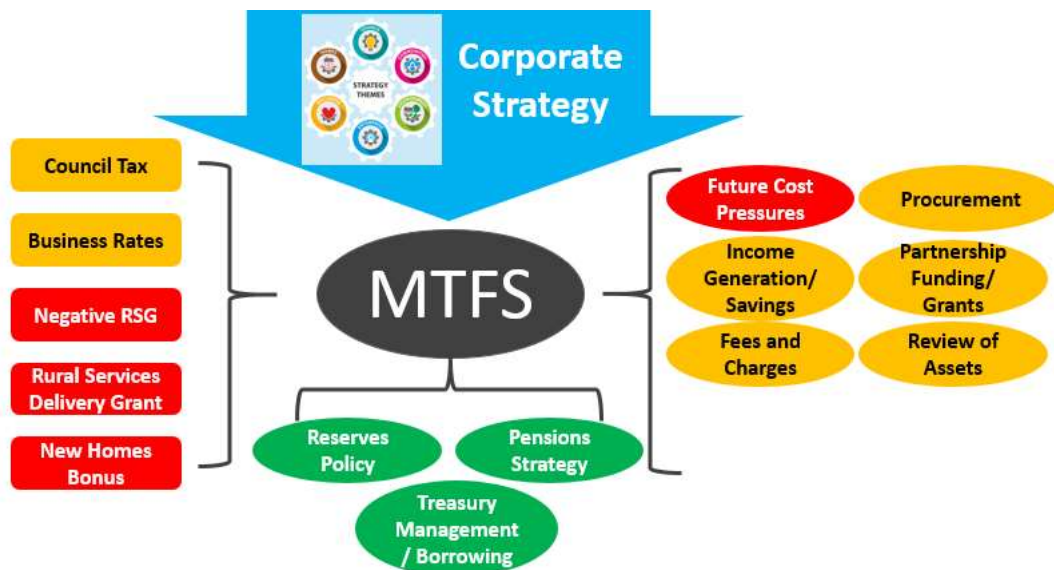 Corporate
Strategy
STRATEGY
THEMES
Council Tax
Business Rates
Negative RSG
Rural Services
Delivery Grant
New Homes
Bonus
MTFS
Future Cost
Pressures
Procurement
Income
Generation/
Savings
Partnership
Funding/
Grants
Fees and
Charges
Review of
Assets
Reserves
Policy
Pensions
Strategy
Treasury
Management
/ Borrowing